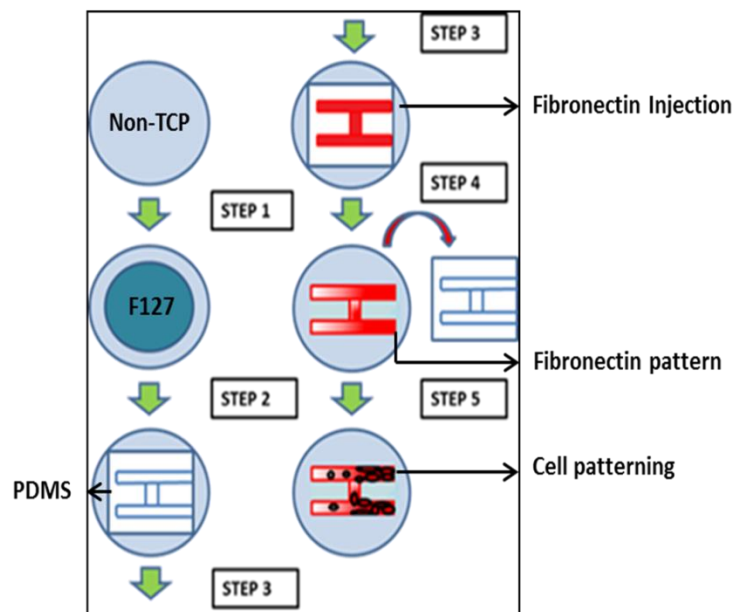 Non-TCP
STEP 1
F127
STEP 2
PDMS
STEP 3
STEP 3
Fibronectin Injection
STEP 4
Fibronectin pattern
STEP 5
Cell patterning